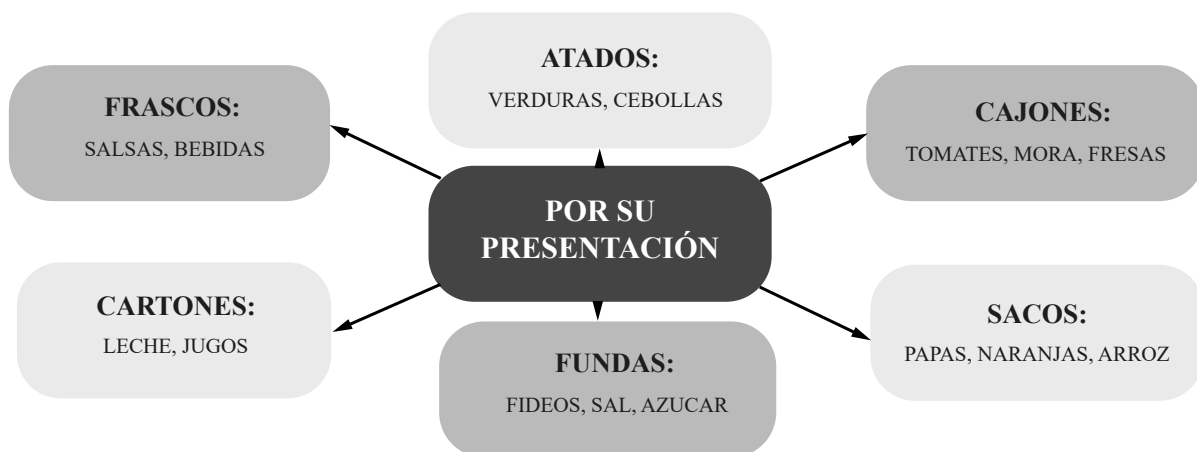 ATADOS:
VERDURAS, CEBOLLAS
FRASCOS:
SALSAS, BEBIDAS
CAJONES:
TOMATES, MORA, FRESAS
POR SU
PRESENTACIÓN
CARTONES:
LECHE, JUGOS
SACOS:
PAPAS, NARANJAS, ARROZ
FUNDAS:
FIDEOS, SAL, AZUCAR